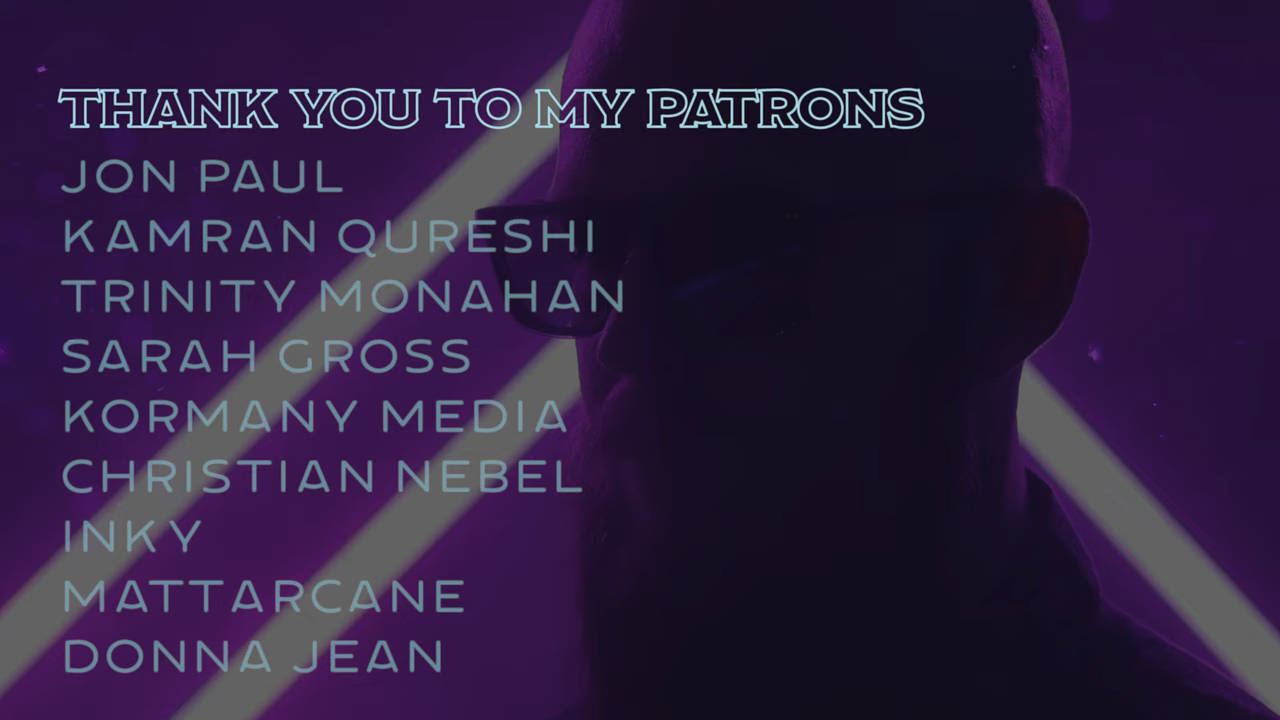 THANK YOU TO MY PATRONS
JON PAUL
KAMRAN QURESHI
TRINITY MONAHAN
SARAH GROSS
KORMANY MEDIA
CHRISTIAN NEBEL
INKY
MATTARCANE
DONNA JEAN